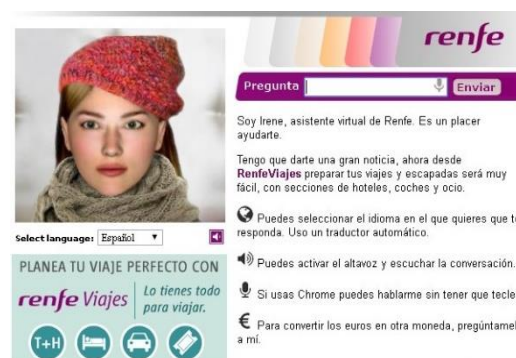 renfe
Pregunta
Enviar
Soy Irene, asistente virtual de Renfe. Es un placer
ayudarte.
Tengo que darte una gran noticia, ahora desde
RenfeViajes preparar tus viajes y escapadas será muy
fácil, con secciones de hoteles, coches y ocio.
Puedes seleccionar el idioma en el que quieres que te
responda. Uso un traductor automático.
Puedes activar el altavoz y escuchar la conversación.
Si usas Chrome puedes hablarme sin tener que tecle
€ Para convertir los euros en otra moneda, pregúntame
a mí.
Select language: Español
PLANEA TU VIAJE PERFECTO CON
renfe Viajes
Lo tienes todo
para viajar.
T+H